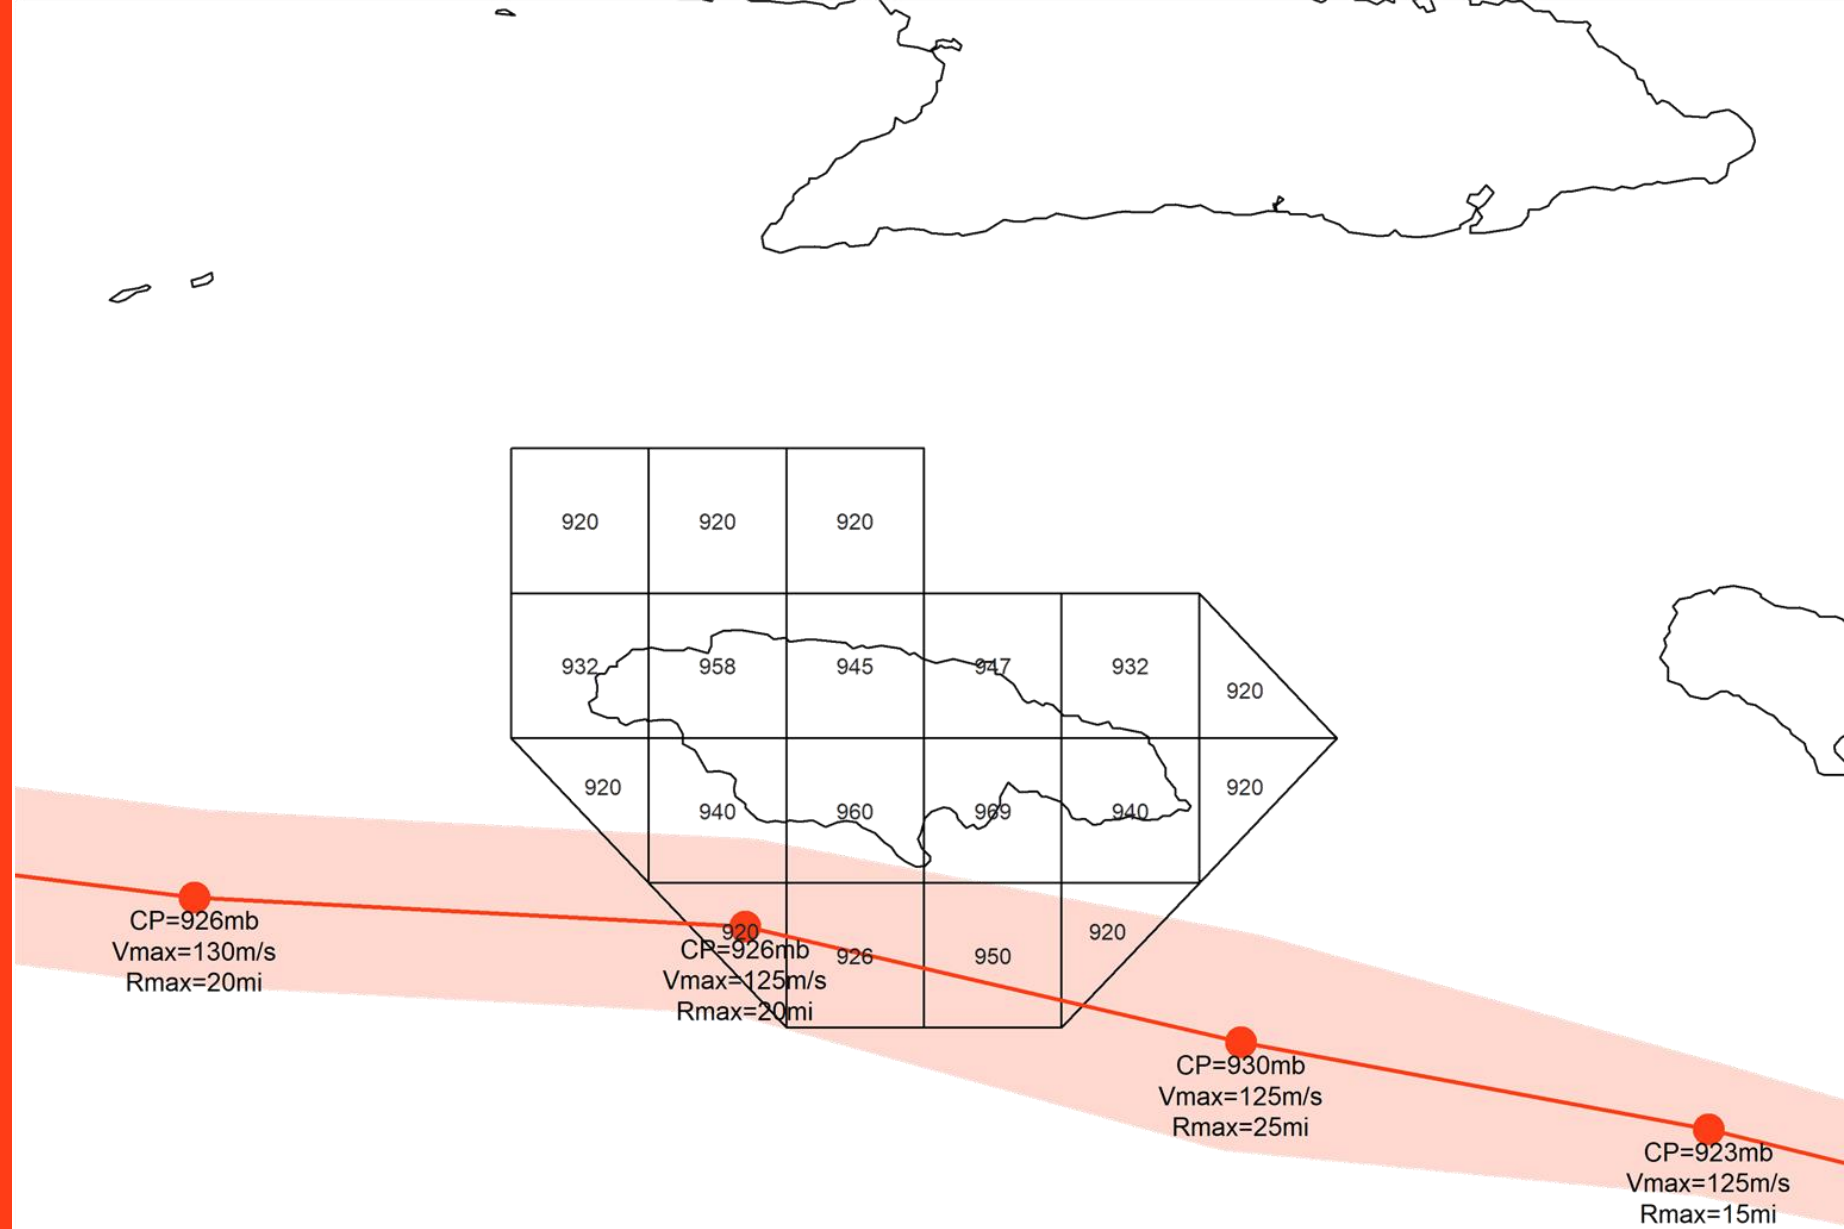 920 920 920
932 958 945 947 932
920
920 940 960 969 940 920
920 926 950 920
CP=926mb
Vmax=130m/s
Rmax=20mi
CP=926mb
Vmax=125m/s
Rmax=20mi
CP=930mb
Vmax=125m/s
Rmax=25mi
CP=923mb
Vmax=125m/s
Rmax=15mi